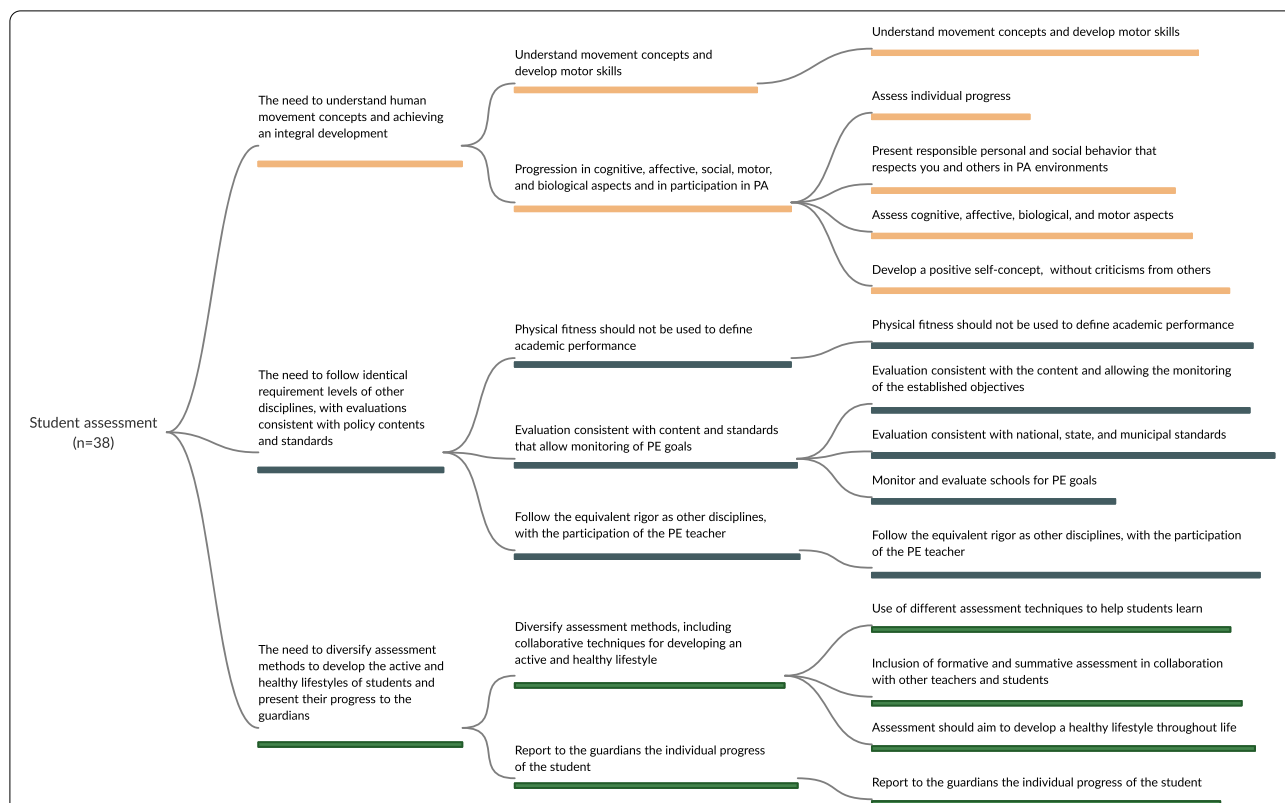 Student assessment
(n=38)
The need to understand human
movement concepts and achieving
an integral development
Understand movement concepts and
develop motor skills
Understand movement concepts and develop motor skills
Progression in cognitive, affective, social, motor,
and biological aspects and in participation in PA
Assess individual progress
Present responsible personal and social behavior that
respects you and others in PA environments
Assess cognitive, affective, biological, and motor aspects
Develop a positive self-concept, without criticisms from others
The need to follow identical
requirement levels of other
disciplines, with evaluations
consistent with policy contents
and standards
Physical fitness should not be used to define
academic performance
Physical fitness should not be used to define academic performance
Evaluation consistent with content and standards
that allow monitoring of PE goals
Evaluation consistent with the content and allowing the monitoring
of the established objectives
Evaluation consistent with national, state, and municipal standards
Monitor and evaluate schools for PE goals
Follow the equivalent rigor as other disciplines,
with the participation of the PE teacher
Follow the equivalent rigor as other disciplines, with the participation
of the PE teacher
The need to diversify assessment
methods to develop the active and
healthy lifestyles of students and
present their progress to the
guardians
Diversify assessment methods, including
collaborative techniques for developing an
active and healthy lifestyle
Use of different assessment techniques to help students learn
Inclusion of formative and summative assessment in collaboration
with other teachers and students
Assessment should aim to develop a healthy lifestyle throughout life
Report to the guardians the individual progress
of the student
Report to the guardians the individual progress of the student